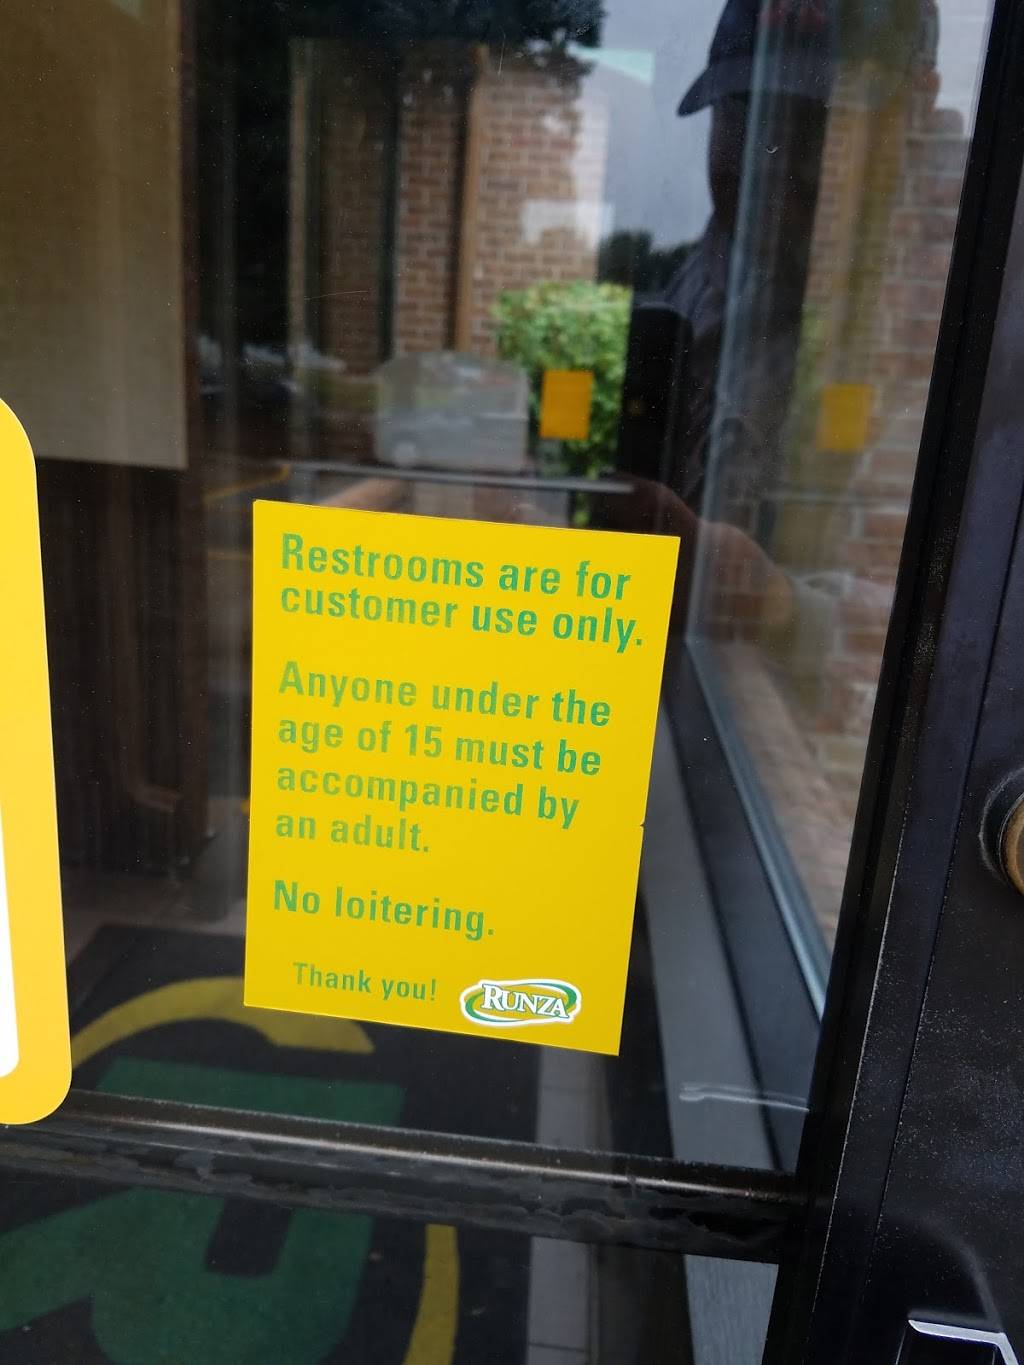 Restrooms are for
customer use only.
Anyone under the
age of 15 must be
accompanied by
an adult.
No loitering.
Thank you!
RUNZA